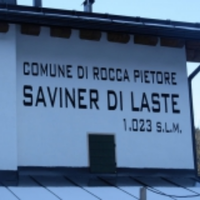 COMUNE DI ROCCA PIETORE
SAVINER DI LASTE
1.023 S.L.M.